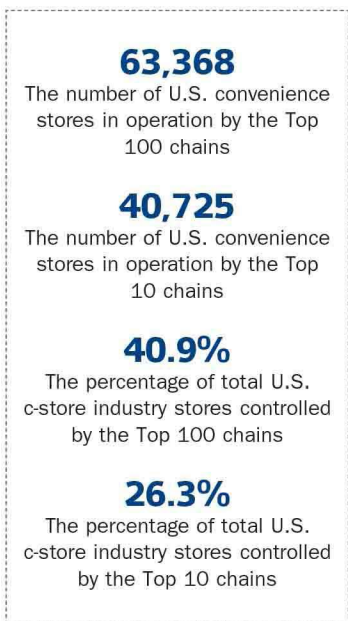 63,368
The number of U.S. convenience
stores in operation by the Top
100 chains
40,725
The number of U.S. convenience
stores in operation by the Top
10 chains
40.9%
The percentage of total U.S.
c-store industry stores controlled
by the Top 100 chains
26.3%
The percentage of total U.S.
c-store industry stores controlled
by the Top 10 chains